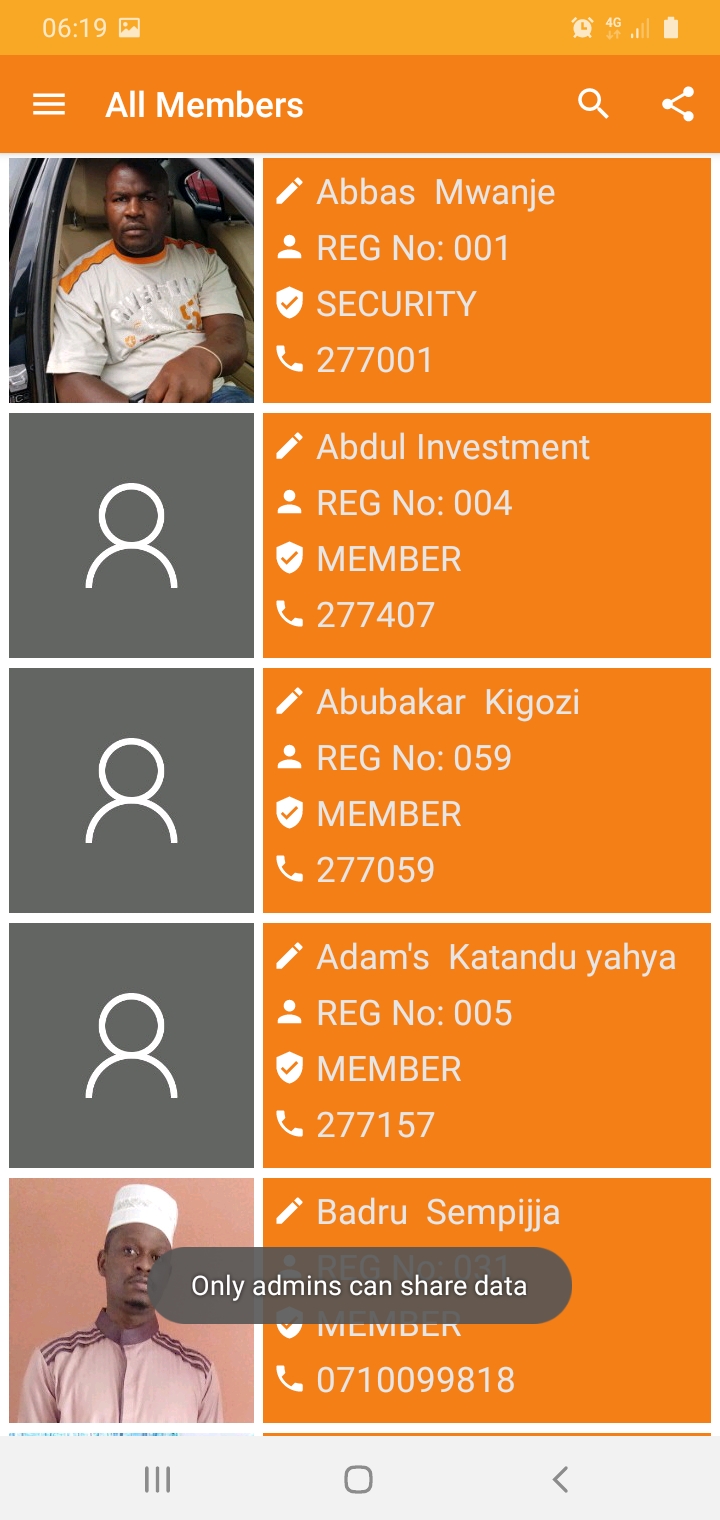 06:19
4G
All Members
Abbas  Mwanje
REG No: 001
SECURITY
277001
Abdul Investment
REG No: 004
MEMBER
277407
Abubakar  Kigozi
REG No: 059
MEMBER
277059
Adam's  Katandu yahya
REG No: 005
MEMBER
277157
Badru  Sempijja
REG No: 031
Only admins can share data
MEMBER
0710099818